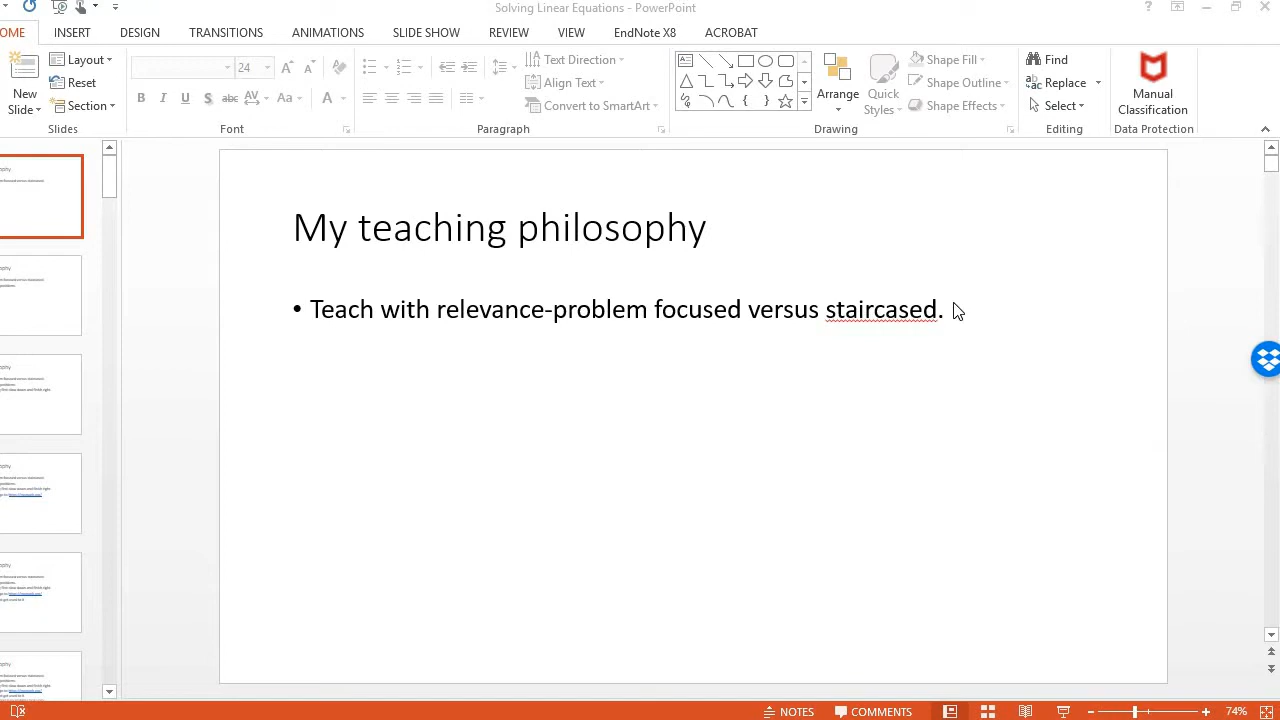 Solving Linear Equations - PowerPoint
OME INSERT DESIGN TRANSITIONS ANIMATIONS SLIDE SHOW REVIEW VIEW EndNote X8 ACROBAT
New Slide
Layout
Reset
Section
Slides
24
B I U S abc AV Aa A
Font
Text Direction
Align Text
Convert to SmartArt
Paragraph
Arrange
Quick Styles
Shape Fill
Shape Outline
Shape Effects
Drawing
Find
Replace
Select
Editing
Manual Classification
Data Protection
My teaching philosophy
• Teach with relevance-problem focused versus staircased.
NOTES COMMENTS 74%